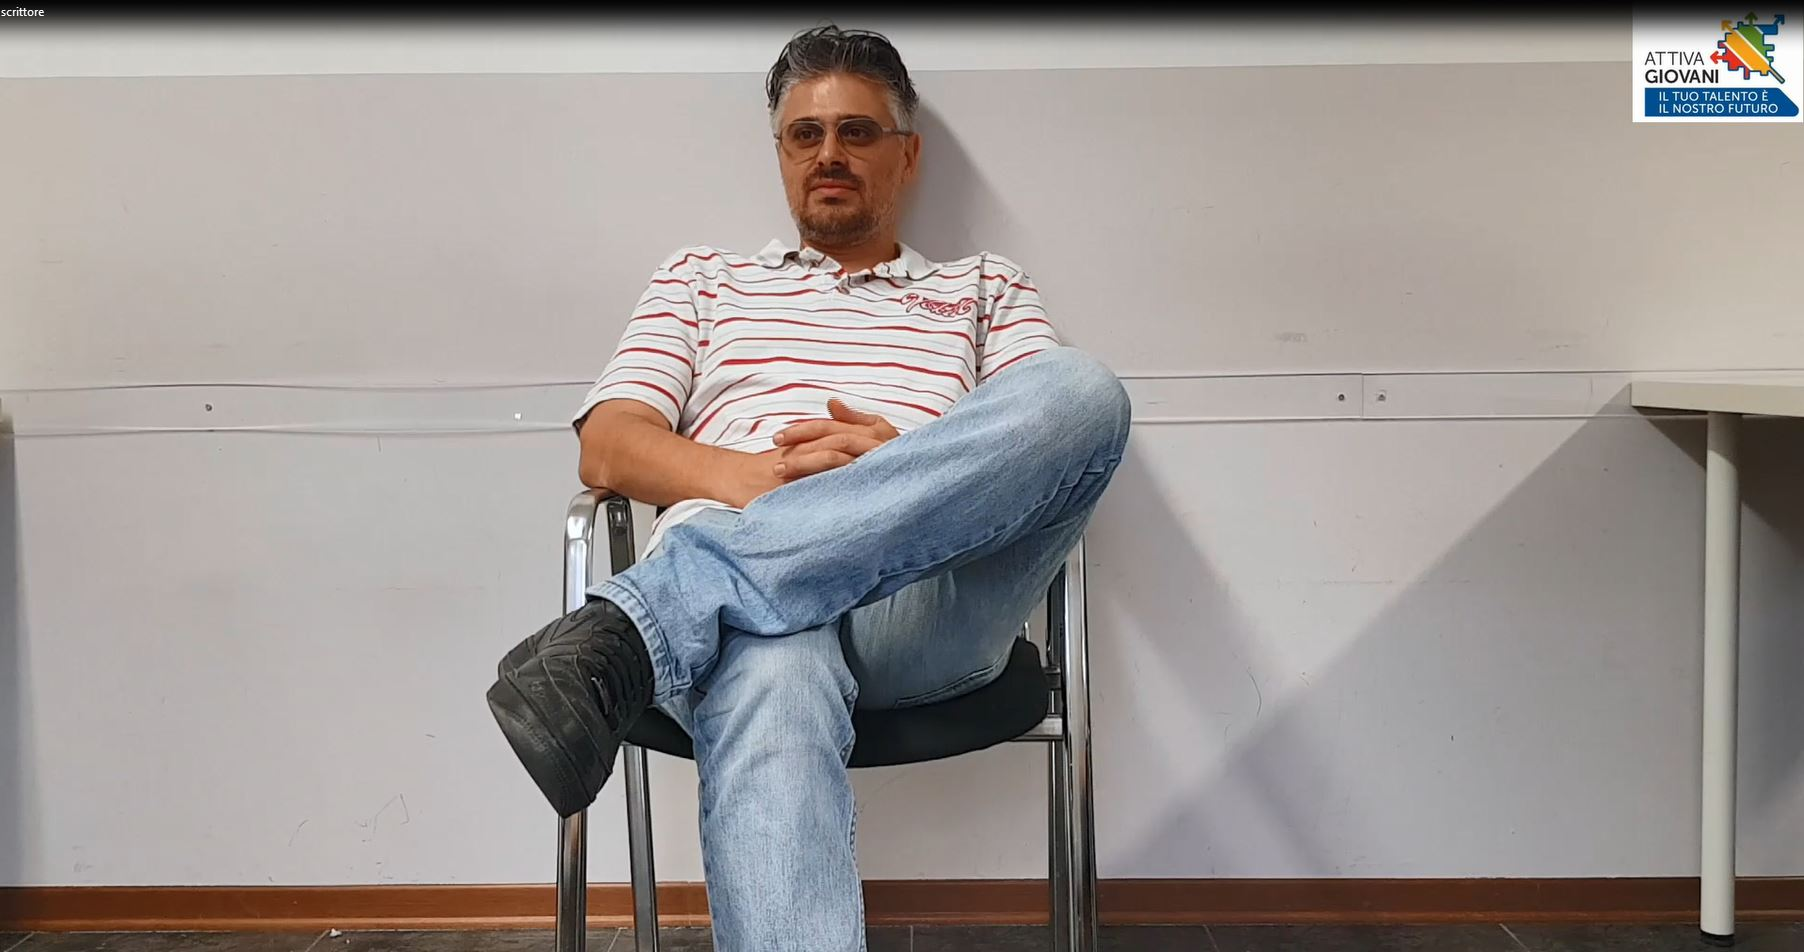 scrittore
ATTIVA
GIOVANI
IL TUO TALENTO È
IL NOSTRO FUTURO